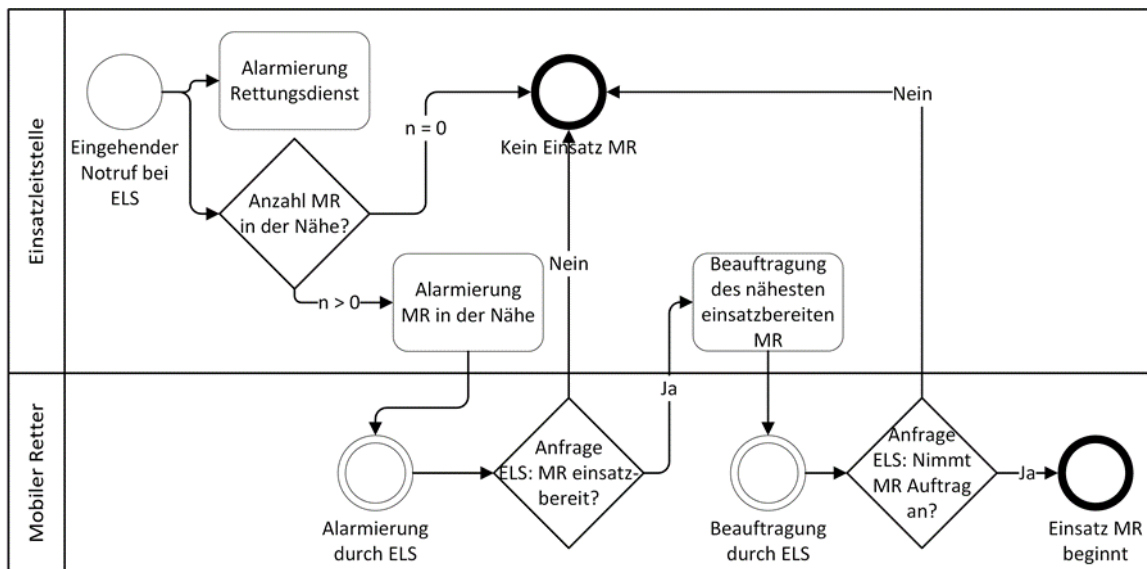 Einsatzleitstelle
Eingehender
Notruf bei
ELS
Alarmierung
Rettungsdienst
Anzahl MR
in der Nähe?
n = 0
n > 0
Kein Einsatz MR
Nein
Alarmierung
MR in der Nähe
Nein
Beauftragung
des nähesten
einsatzbereiten
MR
Ja
Mobiler Retter
Alarmierung
durch ELS
Anfrage
ELS: MR einsatz-
bereit?
Beauftragung
durch ELS
Anfrage
ELS: Nimmt
MR Auftrag
an?
Ja
Einsatz MR
beginnt